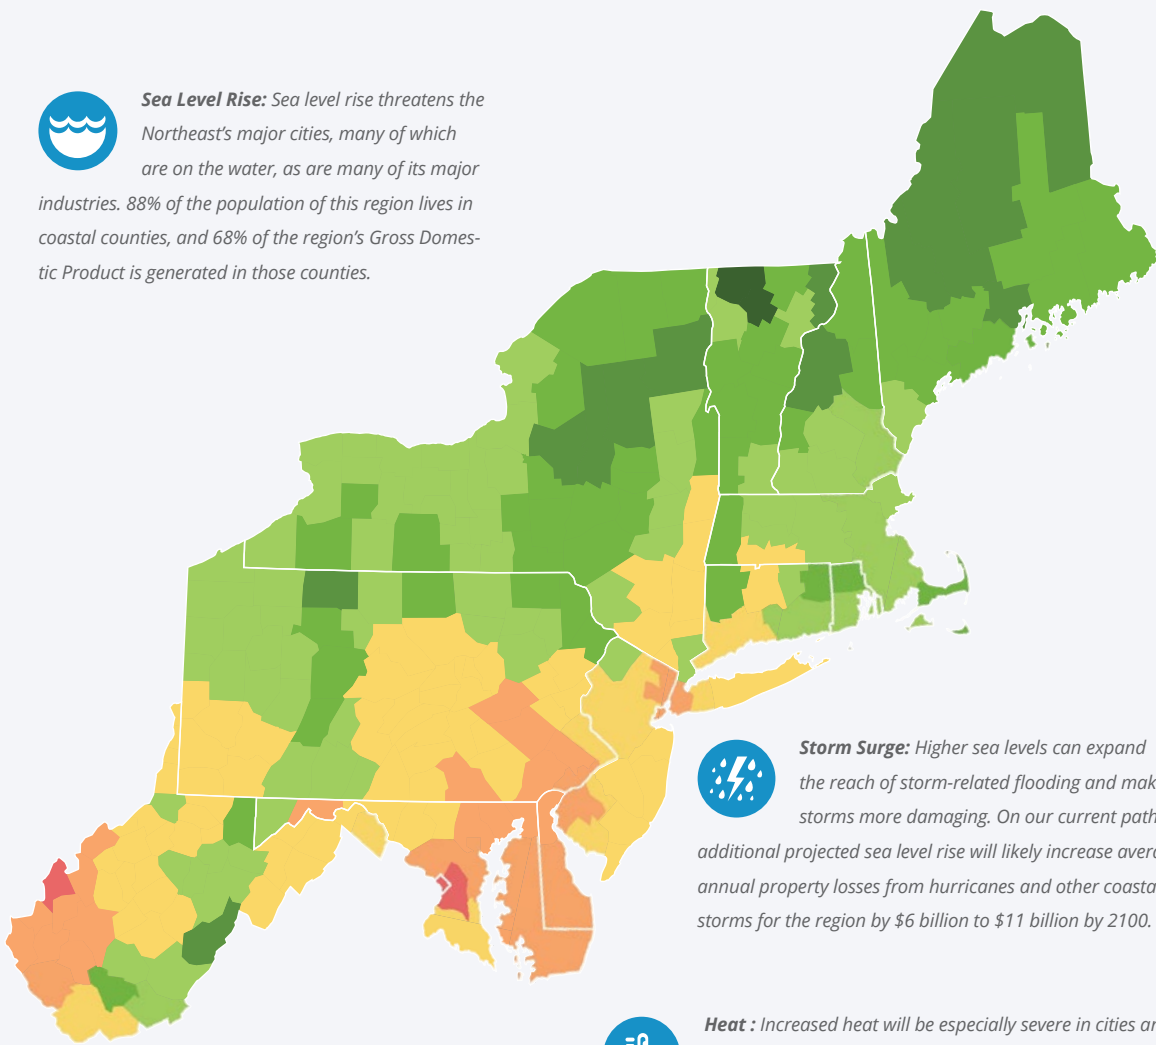 Sea Level Rise: Sea level rise threatens the
Northeast’s major cities, many of which
are on the water, as are many of its major
industries. 88% of the population of this region lives in
coastal counties, and 68% of the region’s Gross Domes-
tic Product is generated in those counties.
Storm Surge: Higher sea levels can expand
the reach of storm-related flooding and mak
storms more damaging. On our current path
additional projected sea level rise will likely increase avera
annual property losses from hurricanes and other coasta
storms for the region by $6 billion to $11 billion by 2100.
Heat : Increased heat will be especially severe in cities an